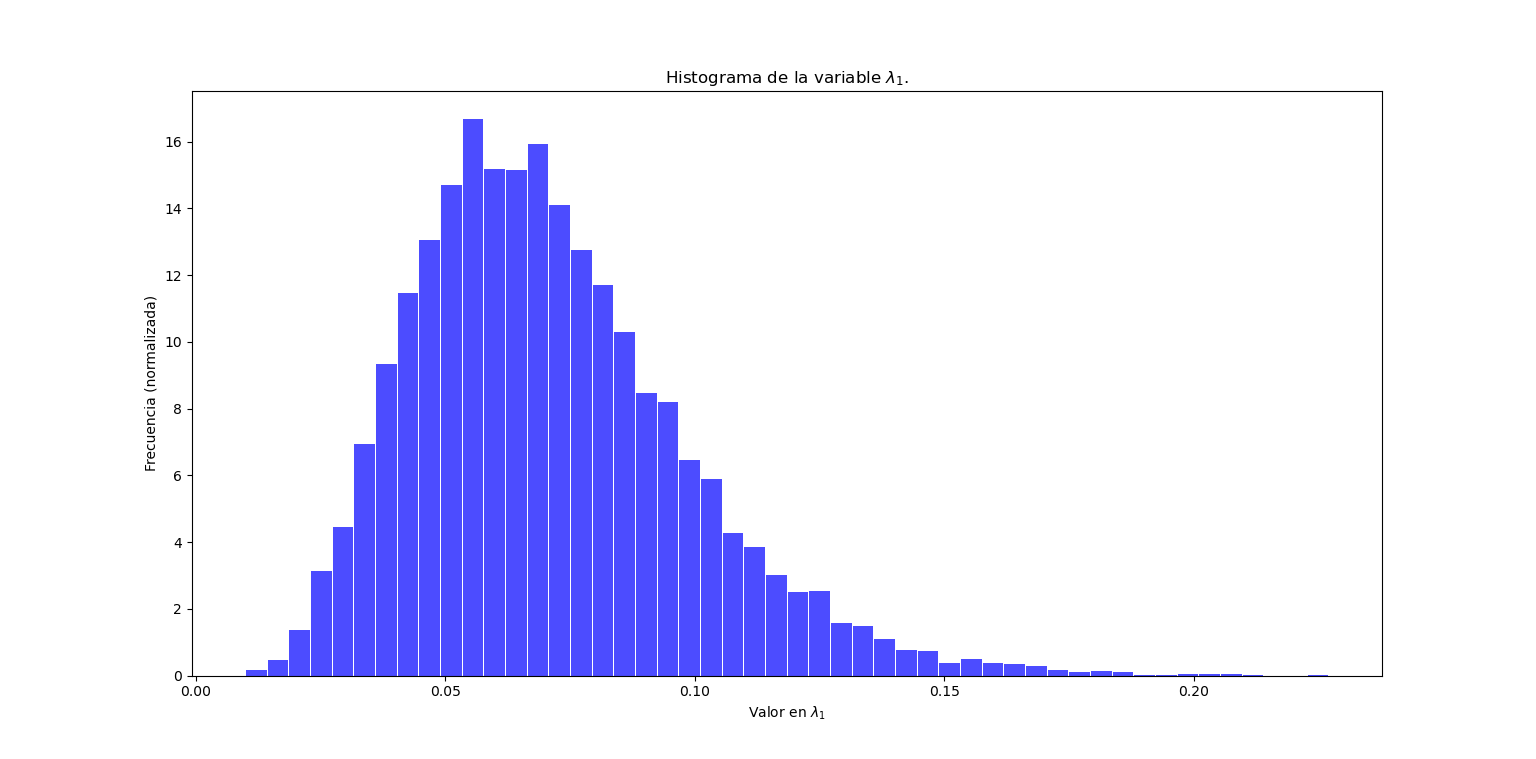 Histograma de la variable λ₁.
Frecuencia (normalizada)
16
14
12
10
8
6
4
2
0
0.00 0.05 0.10 0.15 0.20
Valor en λ₁